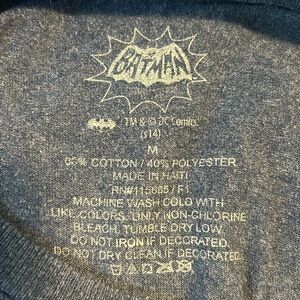 BATMAN
TM & © DC Comics.
(s14)
M
60% COTTON / 40% POLYESTER
MADE IN HAITI
MACHINE WASH COLD WITH
LIKE COLORS. ONLY NON-CHLORINE
BLEACH. TUMBLE DRY LOW.
DO NOT IRON IF DECORATED.
DO NOT DRY CLEAN IF DECORATED.